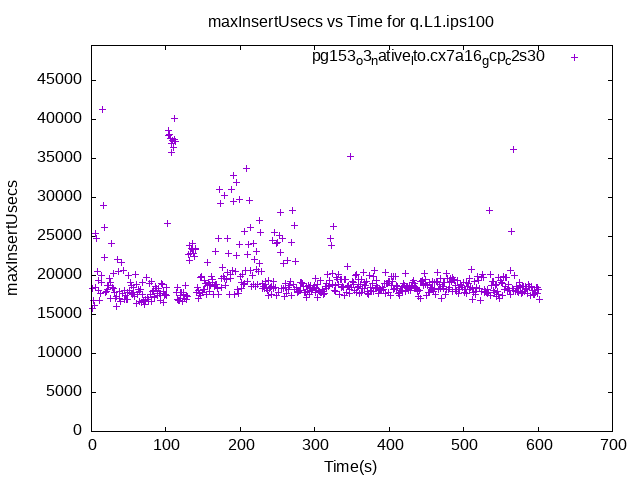 maxInsertUsecs vs Time for q.L1.ips100
pg153_o3_native_lto.cx7a16_gcp_c2s30
45000
40000
35000
30000
25000
20000
15000
10000
5000
0
maxInsertUsecs
0 100 200 300 400 500 600 700
Time(s)